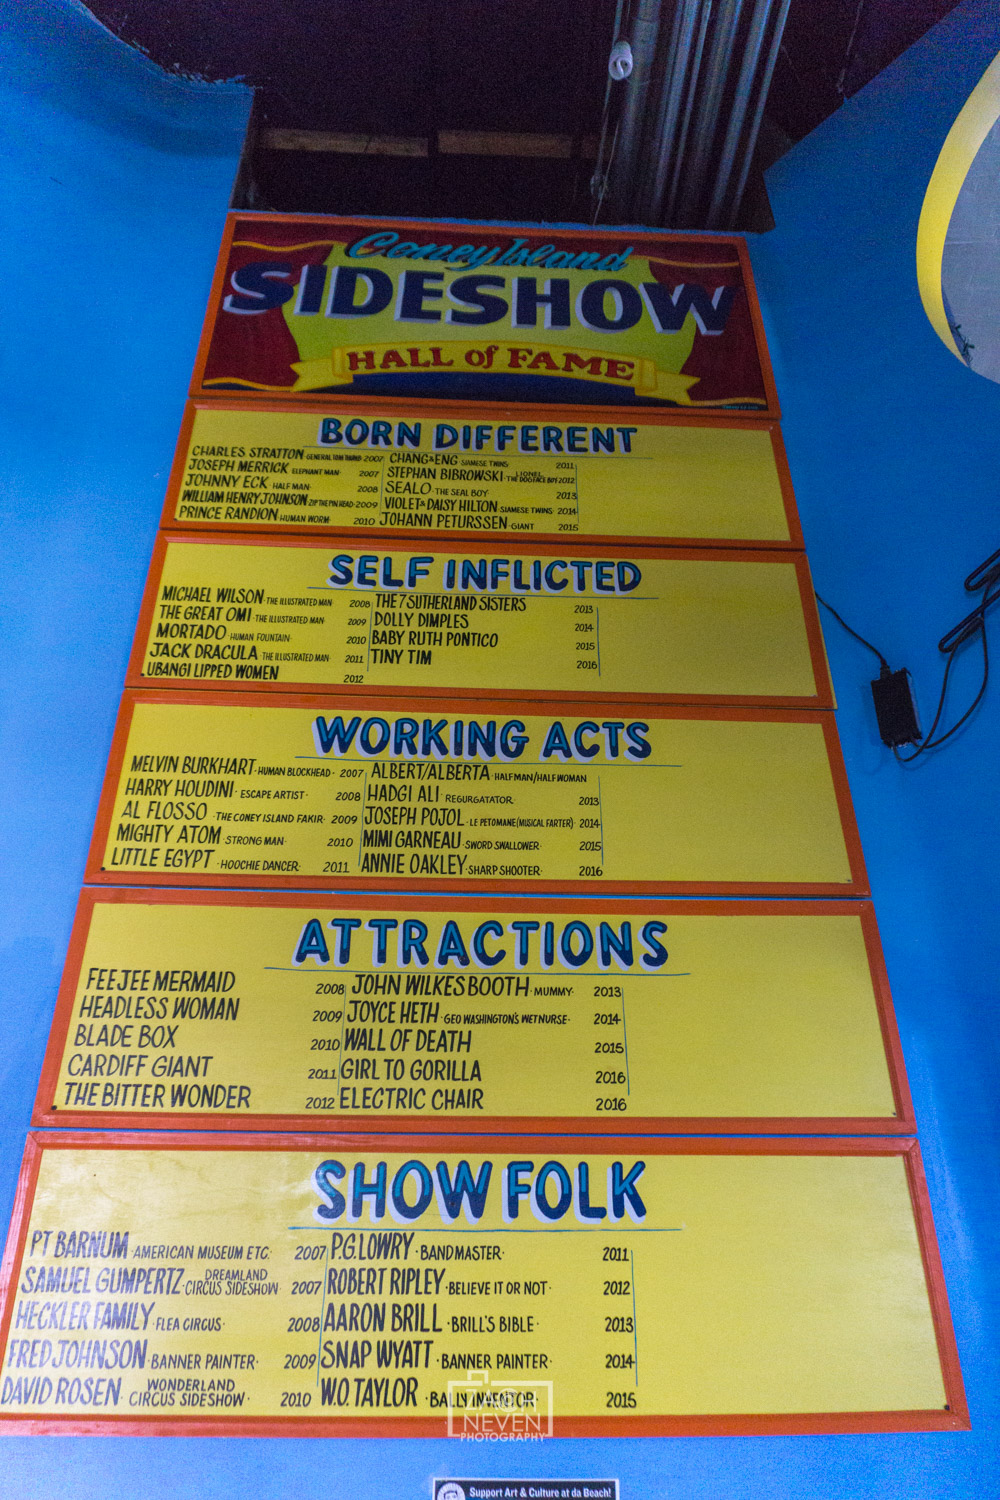 Coney Island
SIDESHOW
HALL of FAME
BORN DIFFERENT
CHARLES STRATTON · GENERAL TOM THUMB · 2007
JOSEPH MERRICK · ELEPHANT MAN · 2007
JOHNNY ECK · HALF MAN · 2008
WILLIAM HENRY JOHNSON · ZIP THE PIN HEAD · 2009
PRINCE RANDION · HUMAN WORM · 2010
CHANG & ENG · SIAMESE TWINS · 2011
STEPHAN BIBROWSKI · LIONEL THE DOGFACE BOY 2012
SEALO · THE SEAL BOY · 2013
VIOLET & DAISY HILTON · SIAMESE TWINS · 2014
JOHANN PETURSSEN · GIANT 2015
SELF INFLICTED
MICHAEL WILSON · THE ILLUSTRATED MAN 2008
THE GREAT OMI · THE ILLUSTRATED MAN · 2009
MORTADO · HUMAN FOUNTAIN · 2010
JACK DRACULA · THE ILLUSTRATED MAN · 2011
UBANGI LIPPED WOMEN 2012
THE 7 SUTHERLAND SISTERS 2013
DOLLY DIMPLES 2014
BABY RUTH PONTICO 2015
TINY TIM 2016
WORKING ACTS
MELVIN BURKHART · HUMAN BLOCKHEAD · 2007
HARRY HOUDINI · ESCAPE ARTIST · 2008
AL FLOSSO · THE CONEY ISLAND FAKIR · 2009
MIGHTY ATOM · STRONG MAN · 2010
LITTLE EGYPT · HOOCHIE DANCER · 2011
ALBERT/ALBERTA · HALF MAN/HALF WOMAN
HADGI ALI · REGURGATATOR 2013
JOSEPH POJOL · LE PETOMANE (MUSICAL FARTER) · 2014
MIMI GARNEAU · SWORD SWALLOWER · 2015
ANNIE OAKLEY · SHARP SHOOTER 2016
ATTRACTIONS
FEEJEE MERMAID 2008
HEADLESS WOMAN 2009
BLADE BOX 2010
CARDIFF GIANT 2011
THE BITTER WONDER 2012
JOHN WILKES BOOTH · MUMMY · 2013
JOYCE HETH · GEO WASHINGTON'S WET NURSE · 2014
WALL OF DEATH 2015
GIRL TO GORILLA 2016
ELECTRIC CHAIR 2016
SHOW FOLK
PT BARNUM · AMERICAN MUSEUM ETC. 2007
SAMUEL GUMPERTZ · DREAMLAND CIRCUS SIDESHOW · 2007
HECKLER FAMILY · FLEA CIRCUS · 2008
FRED JOHNSON · BANNER PAINTER · 2009
DAVID ROSEN · WONDERLAND CIRCUS SIDESHOW · 2010
P.G. LOWRY · BANDMASTER · 2011
ROBERT RIPLEY · BELIEVE IT OR NOT · 2012
AARON BRILL · BRILL'S BIBLE · 2013
SNAP WYATT · BANNER PAINTER · 2014
W.O. TAYLOR · BALLY INVENTOR · 2015
NEVEN
PHOTOGRAPHY
Support Art & Culture at da Beach!